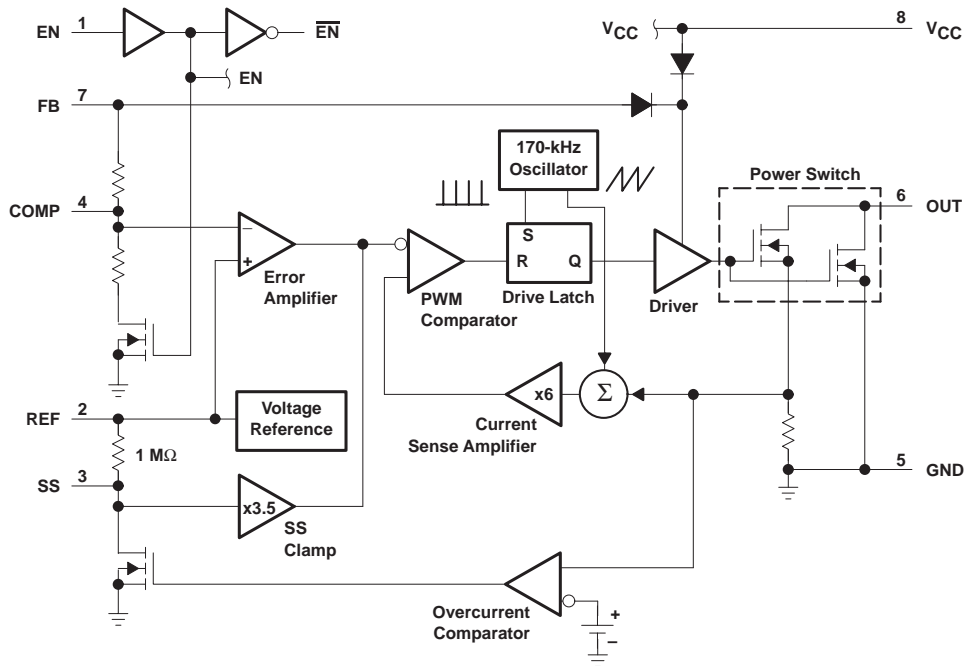 EN
1
EN
EN
7
FB
4
COMP
VCC
8
VCC
170-kHz
Oscillator
Power Switch
6
OUT
–
+
Error
Amplifier
PWM
Comparator
S
R
Q
Drive Latch
Driver
x6
Σ
Current
Sense Amplifier
2
REF
Voltage
Reference
1 MΩ
3
SS
x3.5
SS
Clamp
5
GND
Overcurrent
Comparator
+
–